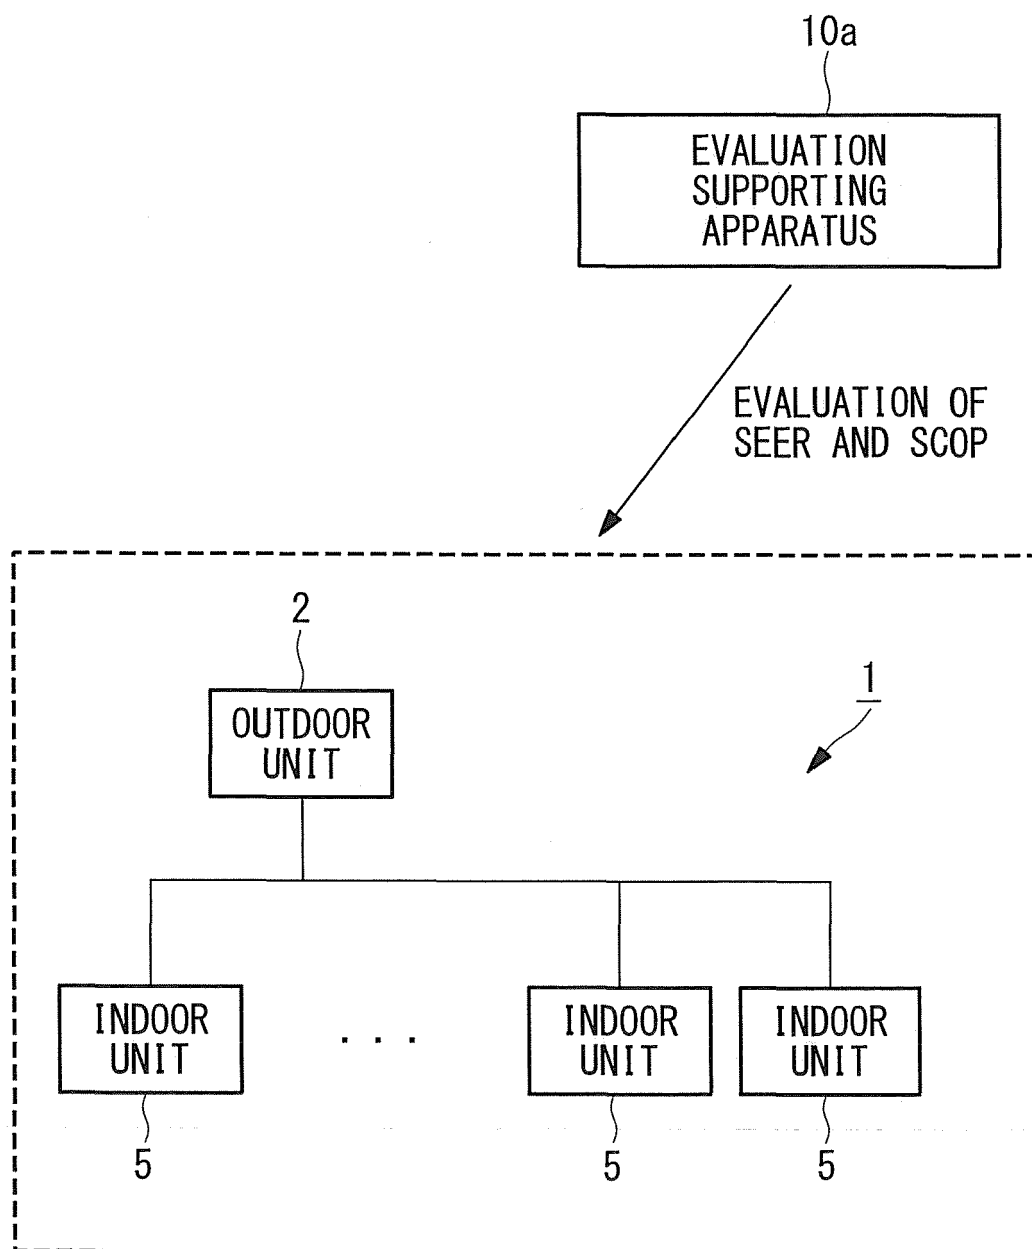 10a
EVALUATION
SUPPORTING
APPARATUS
EVALUATION OF
SEER AND SCOP
2
1
OUTDOOR
UNIT
INDOOR
UNIT
. . .
INDOOR
UNIT
INDOOR
UNIT
5
5
5